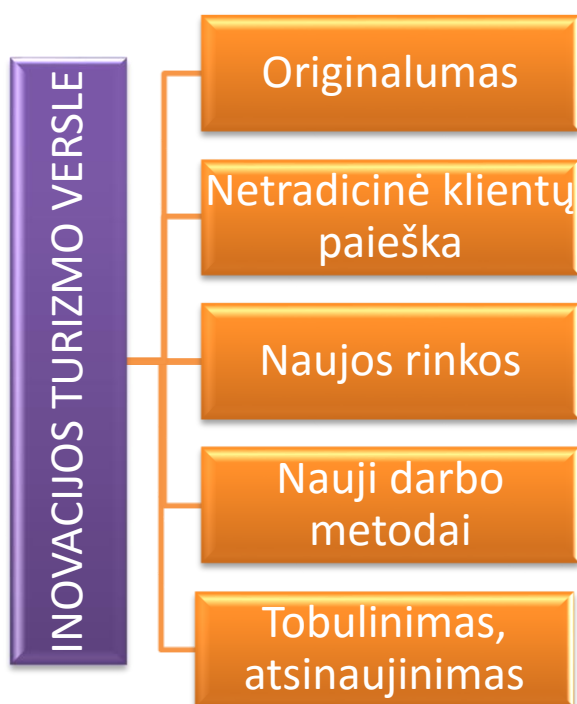 INOVACIJOS TURIZMO VERSLE
Originalumas
Netradicinė klientų
paieška
Naujos rinkos
Nauji darbo
metodai
Tobulinimas,
atsinaujinimas